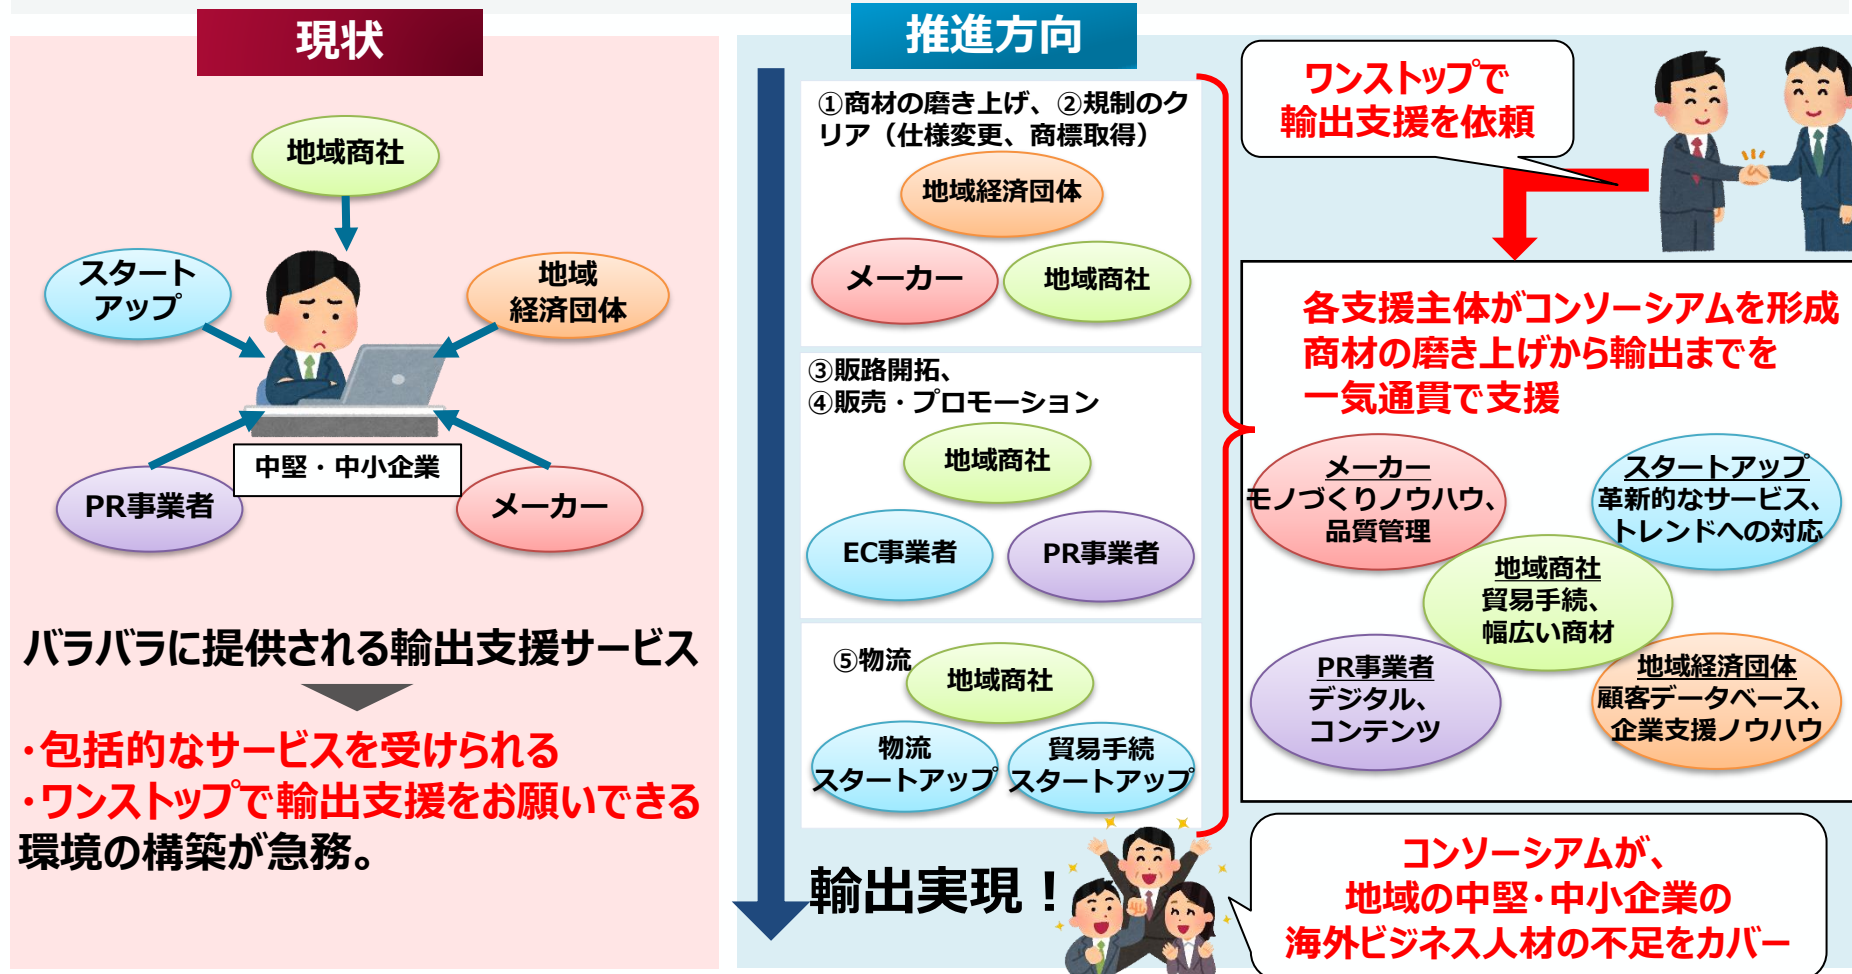 現状
地域商社
スタート
アップ
地域
経済団体
中堅・中小企業
PR事業者
メーカー
バラバラに提供される輸出支援サービス
・包括的なサービスを受けられる
・ワンストップで輸出支援をお願いできる
環境の構築が急務。
推進方向
①商材の磨き上げ、②規制のク
リア（仕様変更、商標取得）
地域経済団体
メーカー
地域商社
③販路開拓、
④販売・プロモーション
地域商社
EC事業者
PR事業者
⑤物流
地域商社
物流
スタートアップ
貿易手続
スタートアップ
輸出実現！
ワンストップで
輸出支援を依頼
各支援主体がコンソーシアムを形成
商材の磨き上げから輸出までを
一気通貫で支援
メーカー
モノづくりノウハウ、
品質管理
スタートアップ
革新的なサービス、
トレンドへの対応
地域商社
貿易手続、
幅広い商材
PR事業者
デジタル、
コンテンツ
地域経済団体
顧客データベース、
企業支援ノウハウ
コンソーシアムが、
地域の中堅・中小企業の
海外ビジネス人材の不足をカバー